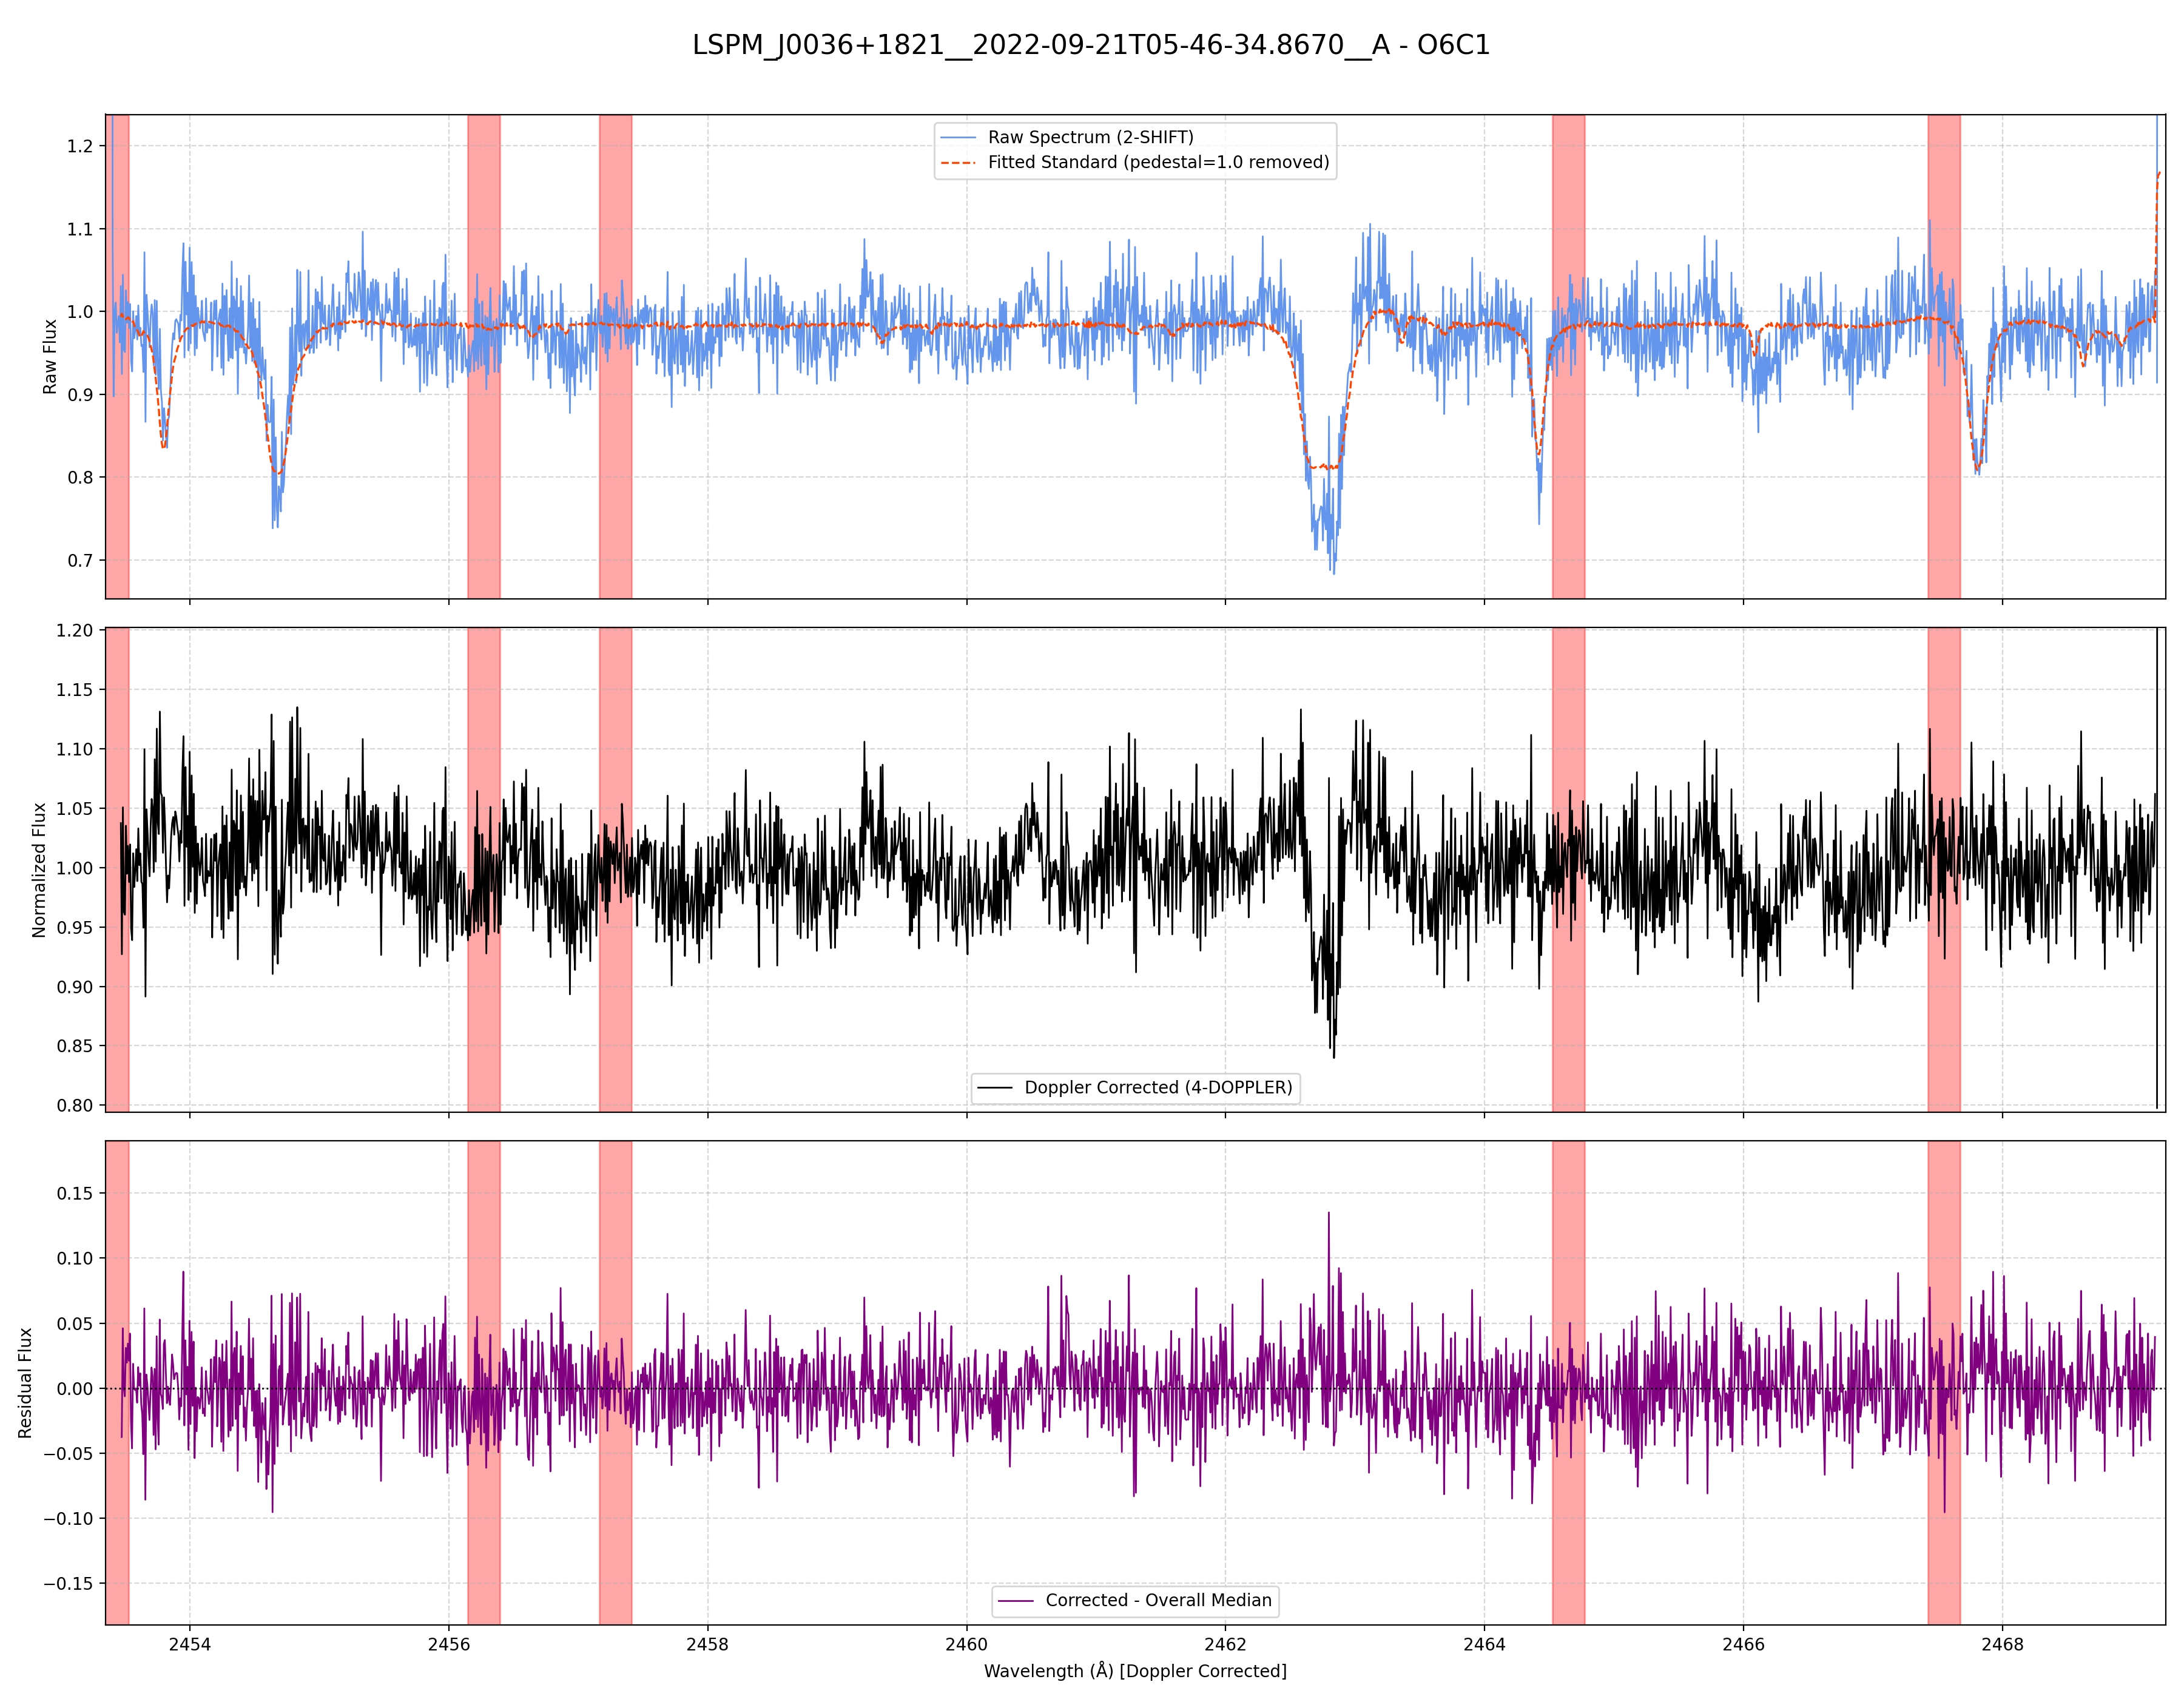 LSPM_J0036+1821__2022-09-21T05-46-34.8670__A - O6C1
Raw Spectrum (2-SHIFT)
Fitted Standard (pedestal=1.0 removed)
Raw Flux
1.2
1.1
1.0
0.9
0.8
0.7
Normalized Flux
1.20
1.15
1.10
1.05
1.00
0.95
0.90
0.85
0.80
Doppler Corrected (4-DOPPLER)
Residual Flux
0.15
0.10
0.05
0.00
−0.05
−0.10
−0.15
Corrected - Overall Median
2454 2456 2458 2460 2462 2464 2466 2468
Wavelength (Å) [Doppler Corrected]